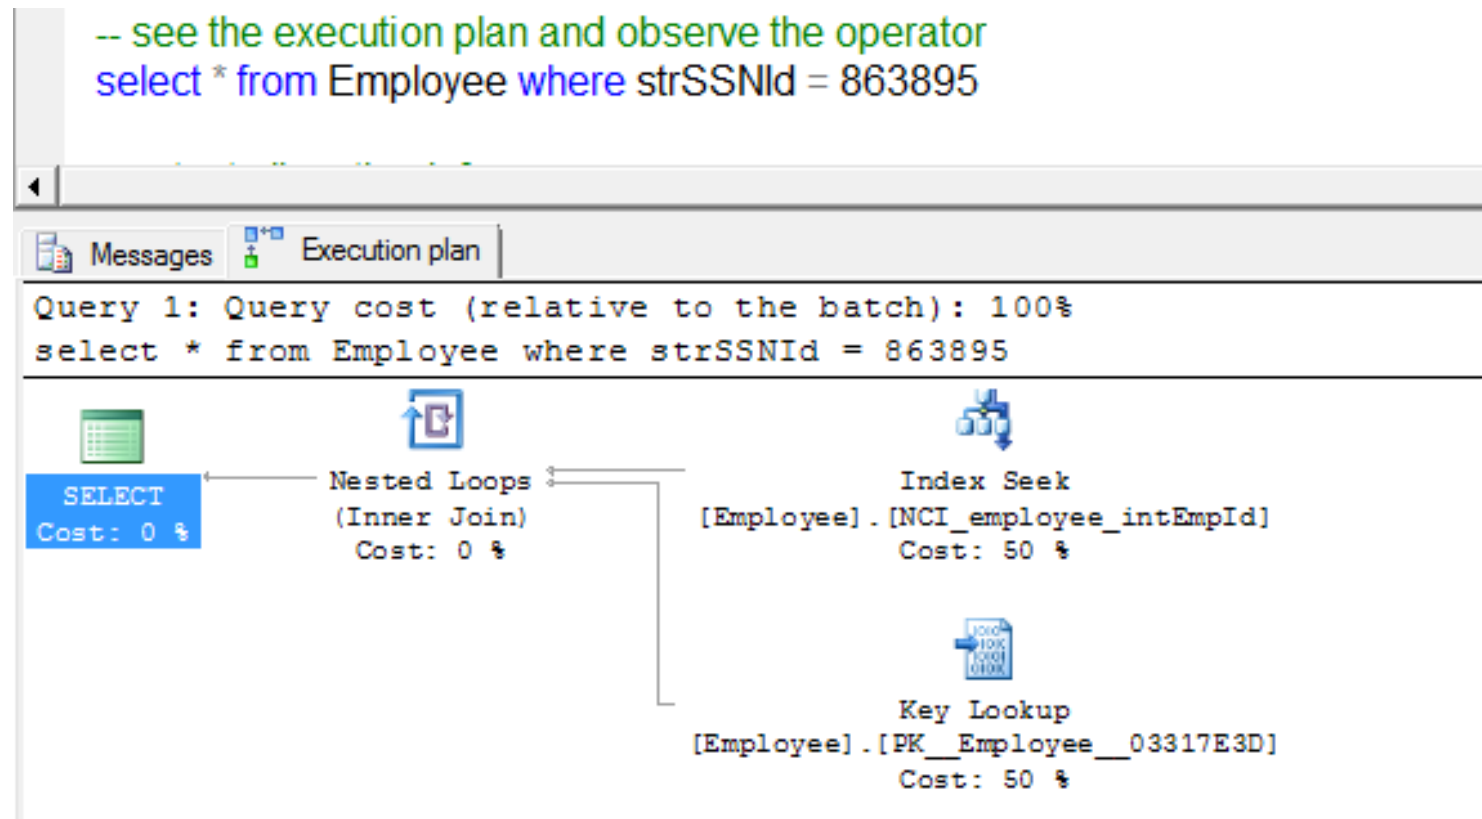 -- see the execution plan and observe the operator
select * from Employee where strSSNId = 863895
Messages
Execution plan
Query 1: Query cost (relative to the batch): 100%
select * from Employee where strSSNId = 863895
SELECT
Cost: 0 %
Nested Loops
(Inner Join)
Cost: 0 %
Index Seek
[Employee].[NCI_employee_intEmpId]
Cost: 50 %
Key Lookup
[Employee].[PK__Employee__03317E3D]
Cost: 50 %